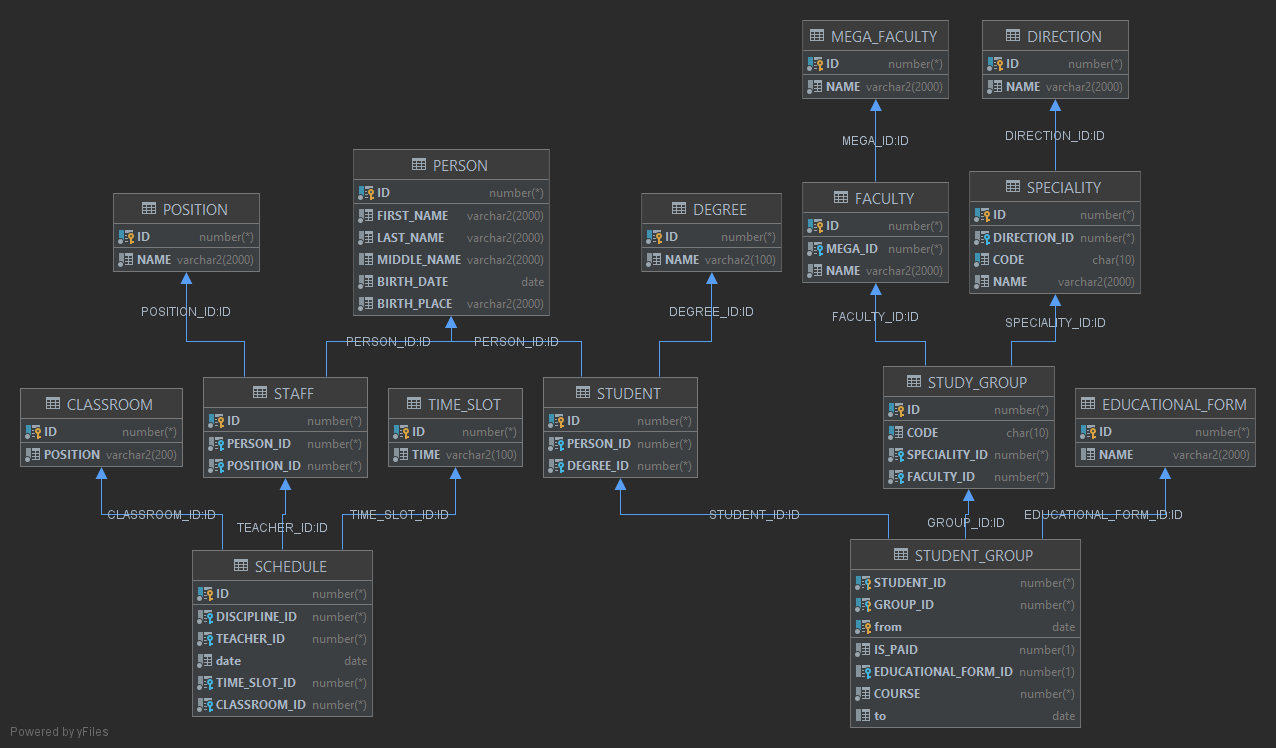 MEGA_FACULTY
ID number(*)
NAME varchar2(2000)
DIRECTION
ID number(*)
NAME varchar2(2000)
MEGA_ID:ID
DIRECTION_ID:ID
POSITION
ID number(*)
NAME varchar2(2000)
PERSON
ID number(*)
FIRST_NAME varchar2(2000)
LAST_NAME varchar2(2000)
MIDDLE_NAME varchar2(2000)
BIRTH_DATE date
BIRTH_PLACE varchar2(2000)
DEGREE
ID number(*)
NAME varchar2(100)
FACULTY
ID number(*)
MEGA_ID number(*)
NAME varchar2(2000)
SPECIALITY
ID number(*)
DIRECTION_ID number(*)
CODE char(10)
NAME varchar2(2000)
POSITION_ID:ID
PERSON_ID:ID
PERSON_ID:ID
DEGREE_ID:ID
FACULTY_ID:ID
SPECIALITY_ID:ID
CLASSROOM
ID number(*)
POSITION varchar2(200)
STAFF
ID number(*)
PERSON_ID number(*)
POSITION_ID number(*)
TIME_SLOT
ID number(*)
TIME varchar2(100)
STUDENT
ID number(*)
PERSON_ID number(*)
DEGREE_ID number(*)
STUDY_GROUP
ID number(*)
CODE char(10)
SPECIALITY_ID number(*)
FACULTY_ID number(*)
EDUCATIONAL_FORM
ID number(*)
NAME varchar2(2000)
CLASSROOM_ID:ID
TEACHER_ID:ID
TIME_SLOT_ID:ID
STUDENT_ID:ID
GROUP_ID:ID
EDUCATIONAL_FORM_ID:ID
SCHEDULE
ID number(*)
DISCIPLINE_ID number(*)
TEACHER_ID number(*)
date date
TIME_SLOT_ID number(*)
CLASSROOM_ID number(*)
STUDENT_GROUP
STUDENT_ID number(*)
GROUP_ID number(*)
from date
IS_PAID number(1)
EDUCATIONAL_FORM_ID number(1)
COURSE number(*)
to date
Powered by yFiles